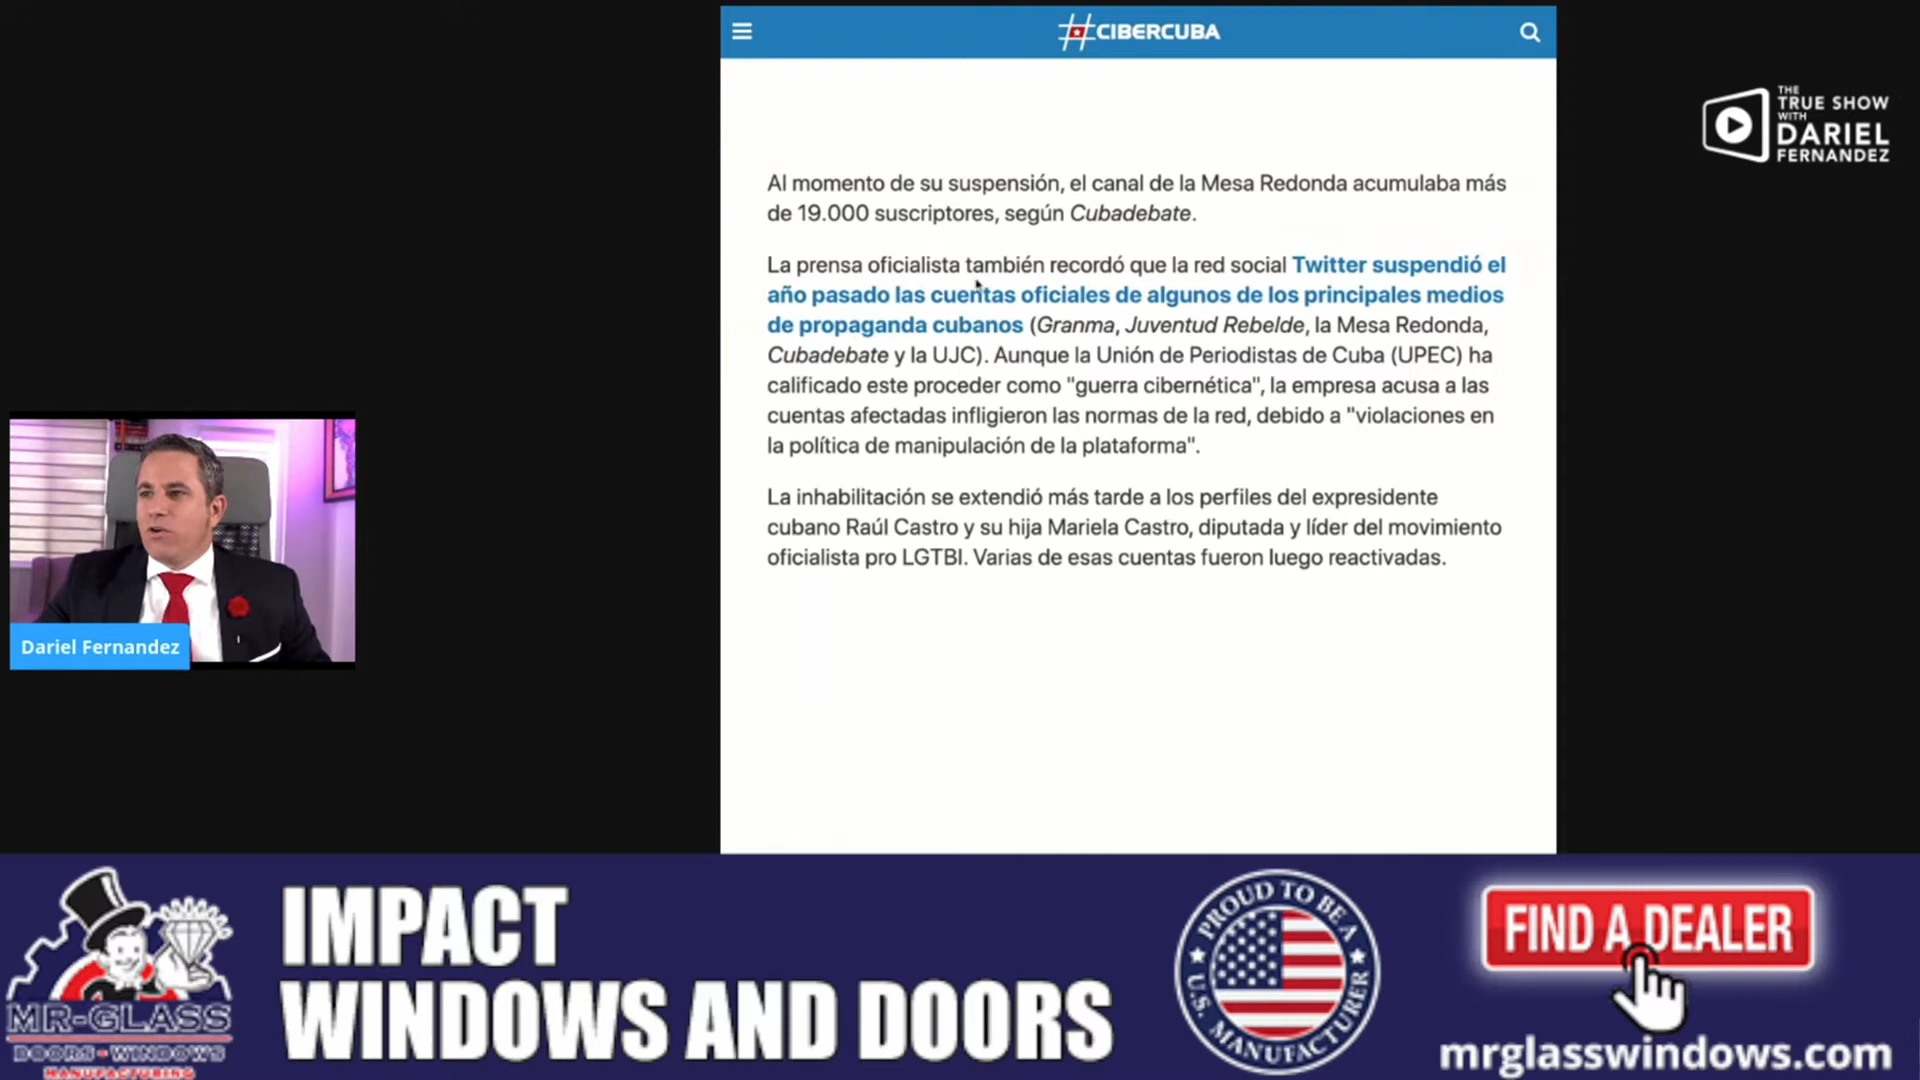 #CIBERCUBA
THE
TRUE SHOW
WITH
DARIEL
FERNANDEZ
Al momento de su suspensión, el canal de la Mesa Redonda acumulaba más
de 19.000 suscriptores, según Cubadebate.
La prensa oficialista también recordó que la red social Twitter suspendió el
año pasado las cuentas oficiales de algunos de los principales medios
de propaganda cubanos (Granma, Juventud Rebelde, la Mesa Redonda,
Cubadebate y la UJC). Aunque la Unión de Periodistas de Cuba (UPEC) ha
calificado este proceder como "guerra cibernética", la empresa acusa a las
cuentas afectadas infligieron las normas de la red, debido a "violaciones en
la política de manipulación de la plataforma".
La inhabilitación se extendió más tarde a los perfiles del expresidente
cubano Raúl Castro y su hija Mariela Castro, diputada y líder del movimiento
oficialista pro LGTBI. Varias de esas cuentas fueron luego reactivadas.
Dariel Fernandez
MR-GLASS
DOORS-WINDOWS
MANUFACTURING
IMPACT
WINDOWS AND DOORS
PROUD TO BE A
U.S. MANUFACTURER
FIND A DEALER
mrglasswindows.com